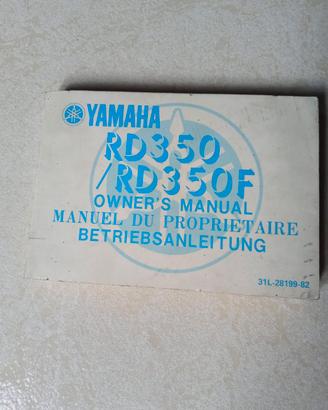 YAMAHA
RD350
/RD350F
OWNER'S MANUAL
MANUEL DU PROPRIETAIRE
BETRIEBSANLEITUNG
31L-28199-82